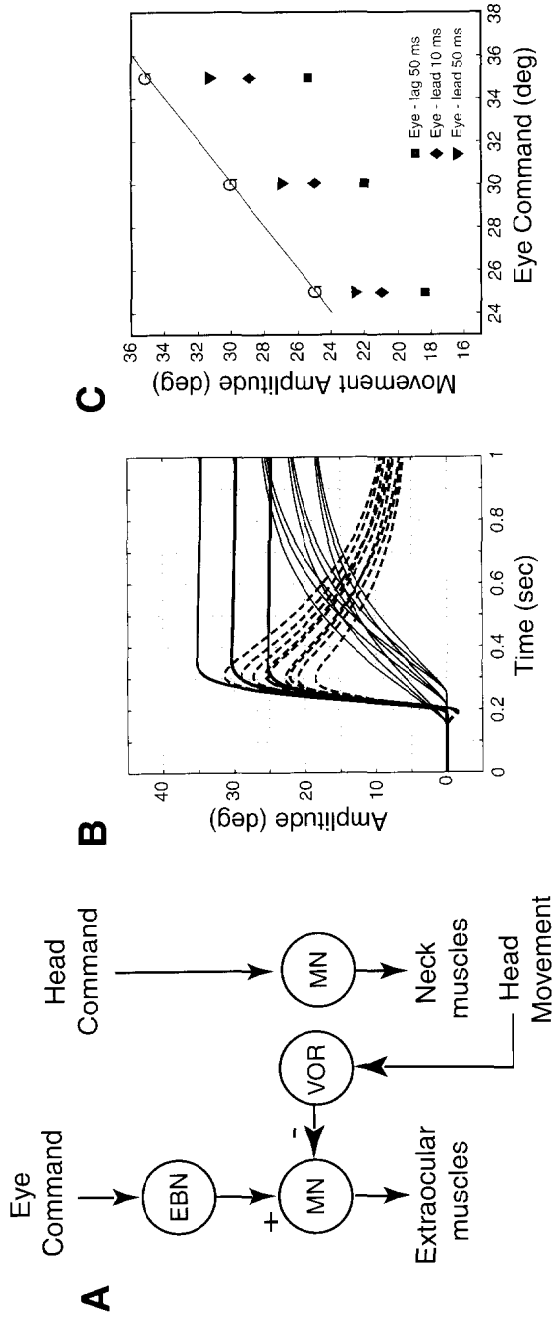 A
Eye
Command
EBN
+
MN
-
VOR
Extraocular
muscles
Head
Command
MN
Neck
muscles
Head
Movement
B
Amplitude (deg)
40
30
20
10
0
0
0.2
0.4
0.6
0.8
1
Time (sec)
C
Movement Amplitude (deg)
36
34
32
30
28
26
24
22
20
18
16
G
G
G
Eye - lag 50 ms
Eye - lead 10 ms
Eye - lead 50 ms
24
26
28
30
32
34
36
38
Eye Command (deg)